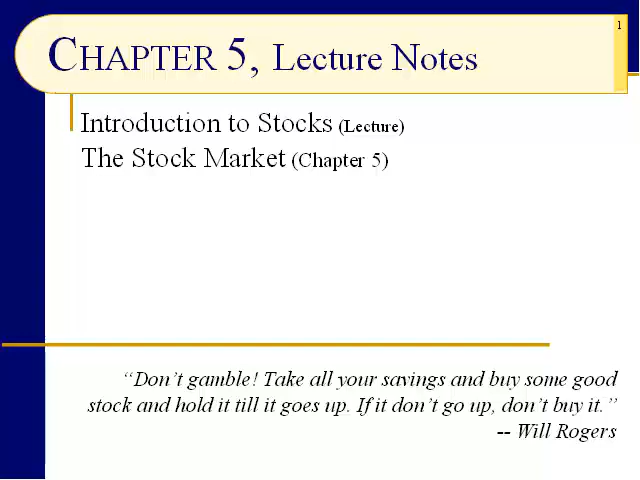 1
CHAPTER 5, Lecture Notes
Introduction to Stocks (Lecture)
The Stock Market (Chapter 5)
“Don’t gamble! Take all your savings and buy some good
stock and hold it till it goes up. If it don’t go up, don’t buy it.”
-- Will Rogers